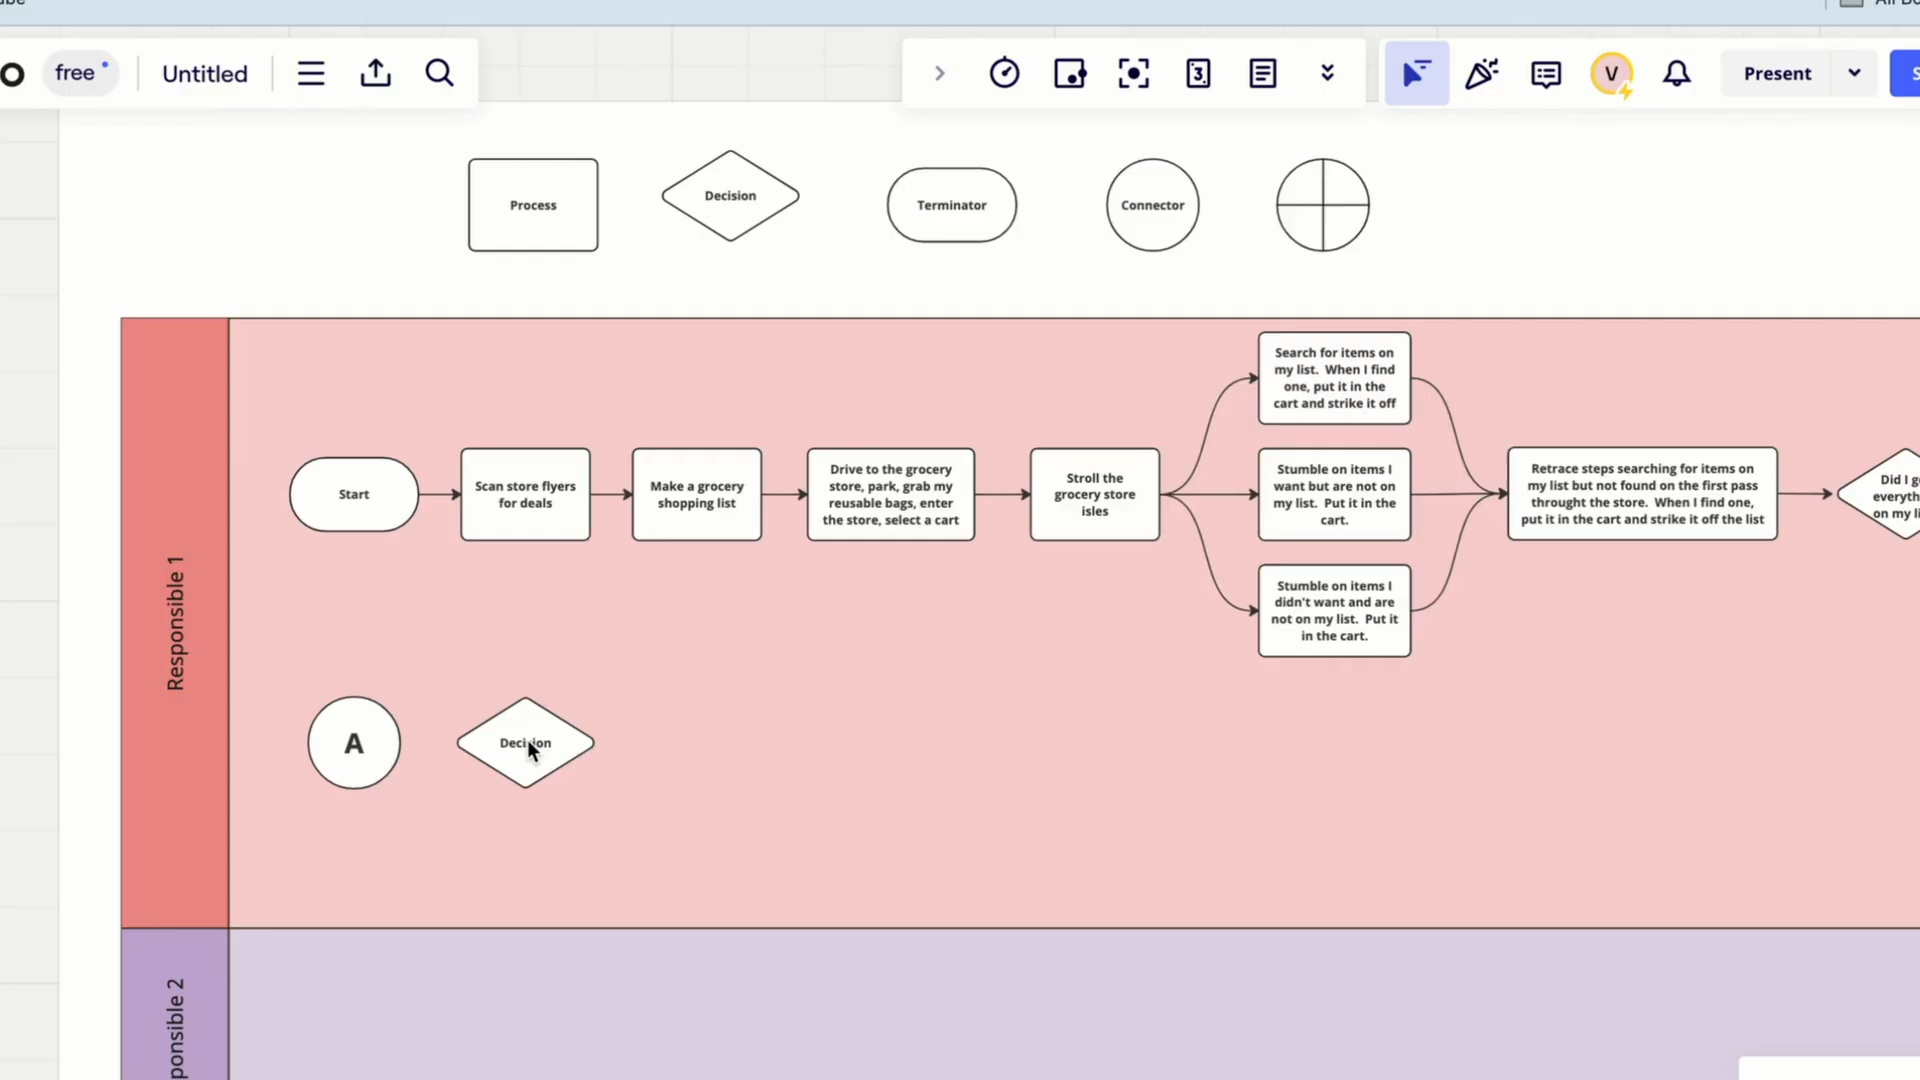 free
Untitled
3
V
Present
Process
Decision
Terminator
Connector
Responsible 1
Start
Scan store flyers
for deals
Make a grocery
shopping list
Drive to the grocery
store, park, grab my
reusable bags, enter
the store, select a cart
Stroll the
grocery store
isles
Search for items on
my list. When I find
one, put it in the
cart and strike it off
Stumble on items I
want but are not on
my list. Put it in the
cart.
Stumble on items I
didn't want and are
not on my list. Put it
in the cart.
Retrace steps searching for items on
my list but not found on the first pass
throught the store. When I find one,
put it in the cart and strike it off the list
Did I
on my
A
Decision
2